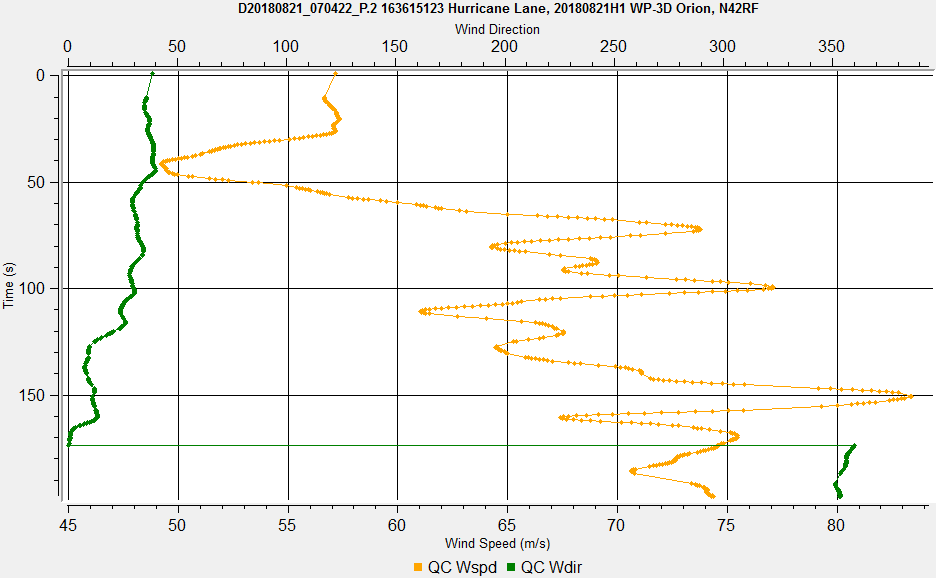 D20180821_070422_P.2 163615123 Hurricane Lane, 20180821H1 WP-3D Orion, N42RF
Wind Direction
0 50 100 150 200 250 300 350
0
50
100
150
Time (s)
45 50 55 60 65 70 75 80
Wind Speed (m/s)
QC Wspd QC Wdir